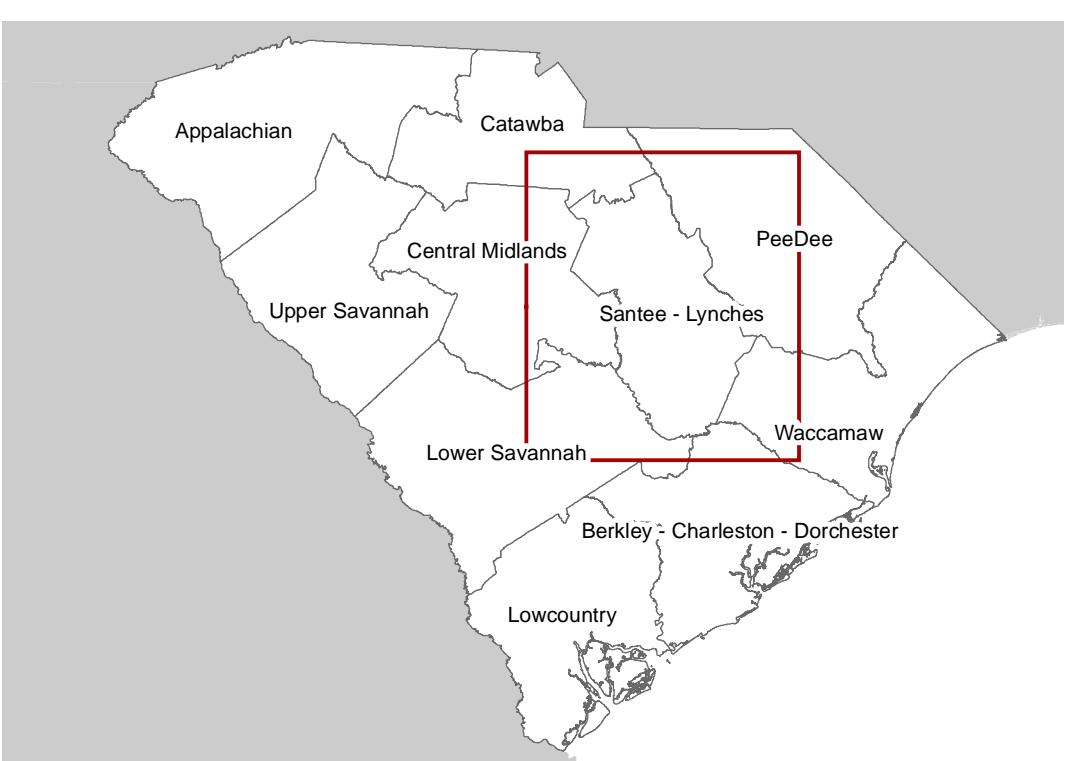 Appalachian
Catawba
PeeDee
Central Midlands
Upper Savannah
Santee - Lynches
Waccamaw
Lower Savannah
Berkley - Charleston - Dorchester
Lowcountry